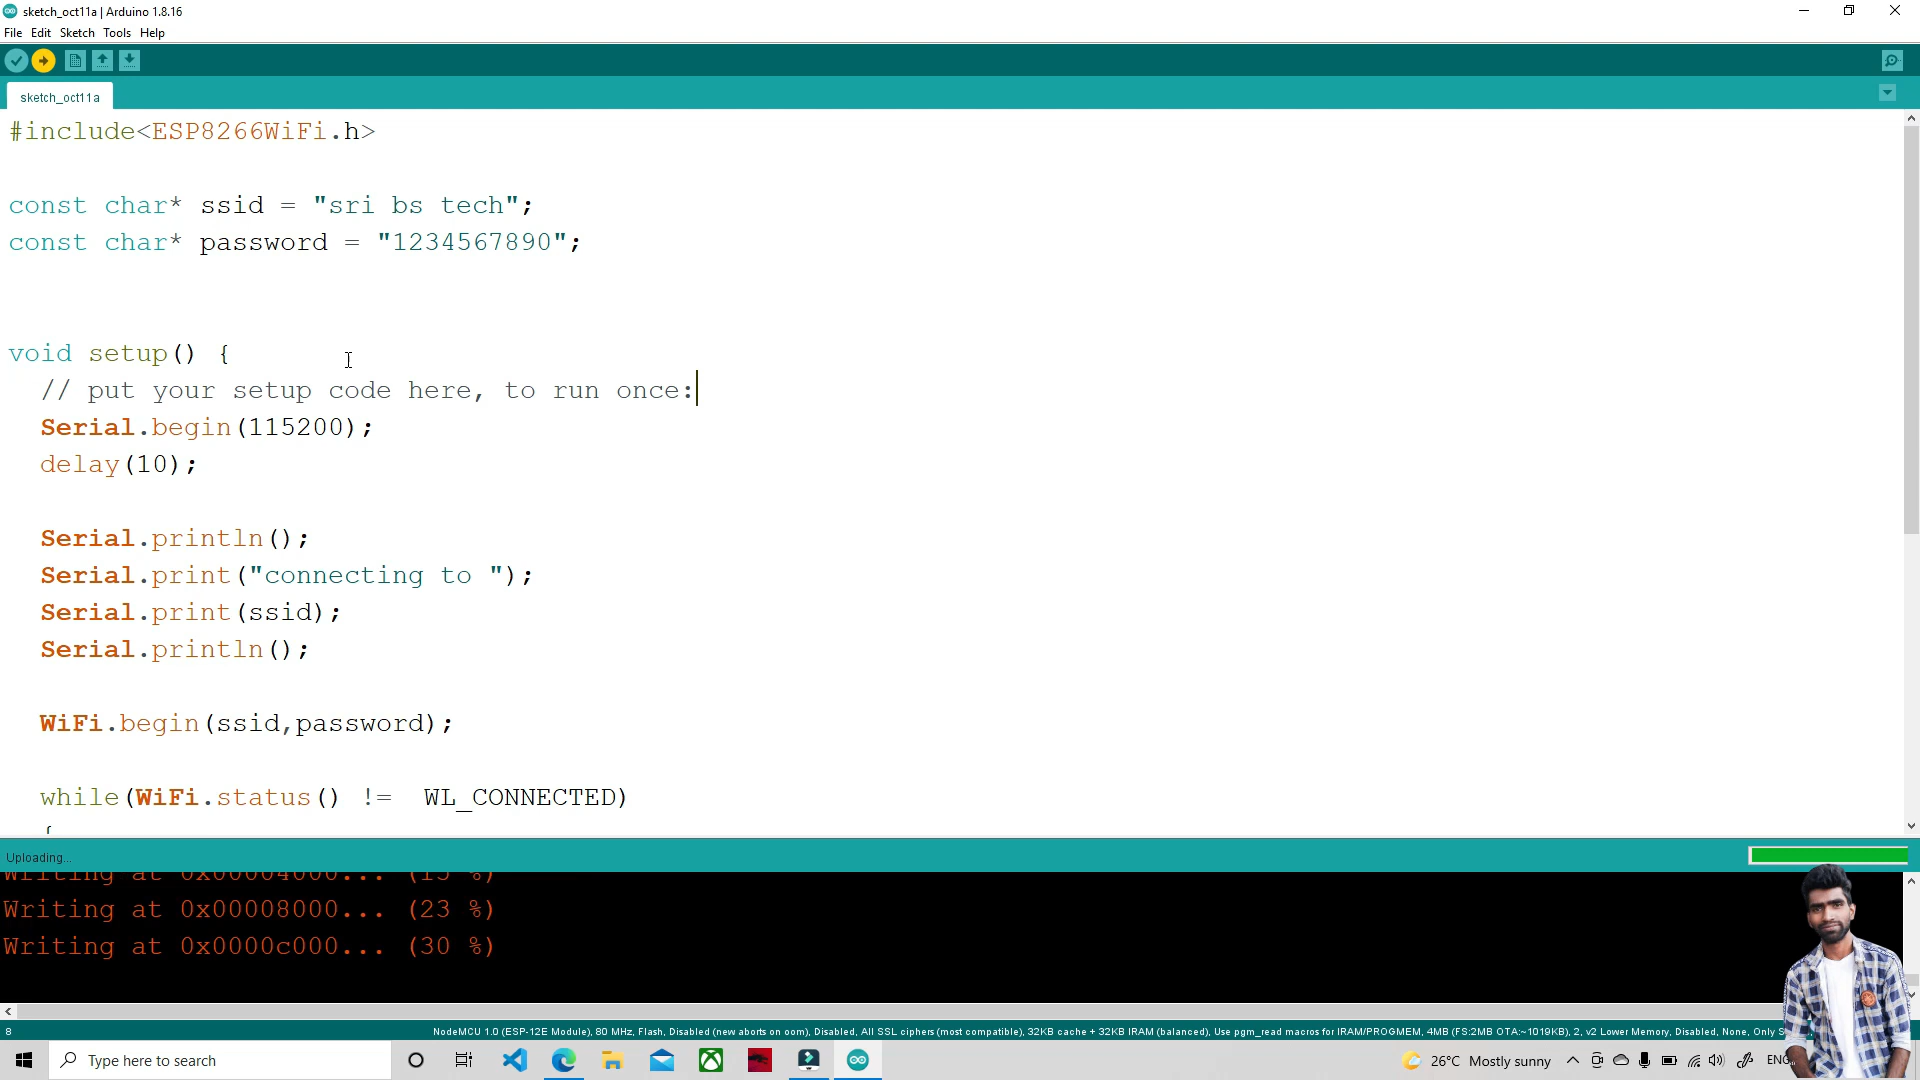 sketch_oct11a | Arduino 1.8.16
File Edit Sketch Tools Help
sketch_oct11a
#include<ESP8266WiFi.h>
const char* ssid = "sri bs tech";
const char* password = "1234567890";
void setup() {
// put your setup code here, to run once:
Serial.begin(115200);
delay(10);
Serial.println();
Serial.print("connecting to ");
Serial.print(ssid);
Serial.println();
WiFi.begin(ssid,password);
while(WiFi.status() !=  WL_CONNECTED)
{
Uploading...
Writing at 0x00004000... (15 %)
Writing at 0x00008000... (23 %)
Writing at 0x0000c000... (30 %)
8 NodeMCU 1.0 (ESP-12E Module), 80 MHz, Flash, Disabled (new aborts on oom), Disabled, All SSL ciphers (most compatible), 32KB cache + 32KB IRAM (balanced), Use pgm_read macros for IRAM/PROGMEM, 4MB (FS:2MB OTA:~1019KB), 2, v2 Lower Memory, Disabled, None, Only S
Type here to search 26°C Mostly sunny ENG